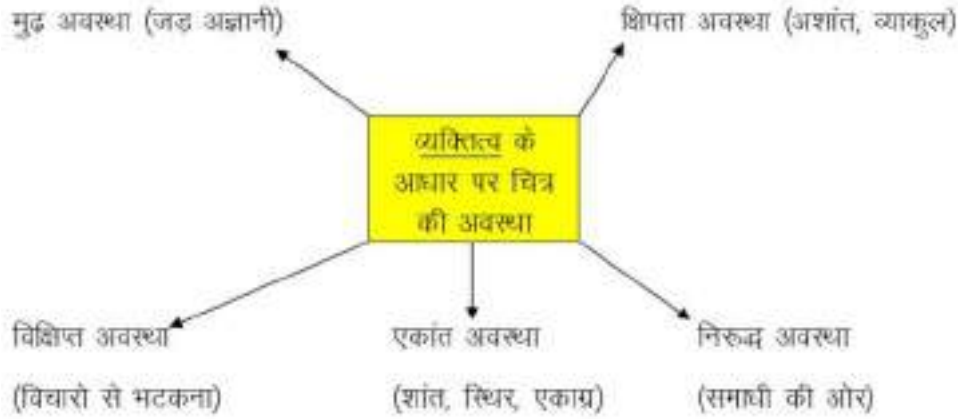 मुढ अवस्था (जड़ अज्ञानी)
क्षिपता अवस्था (अशांत, व्याकुल)
व्यक्तित्व के
आधार पर चित्र
की अवस्था
विक्षिप्त अवस्था
(विचारो से भटकना)
एकांत अवस्था
(शांत, स्थिर, एकाग्र)
निरुद्ध अवस्था
(समाधी की ओर)